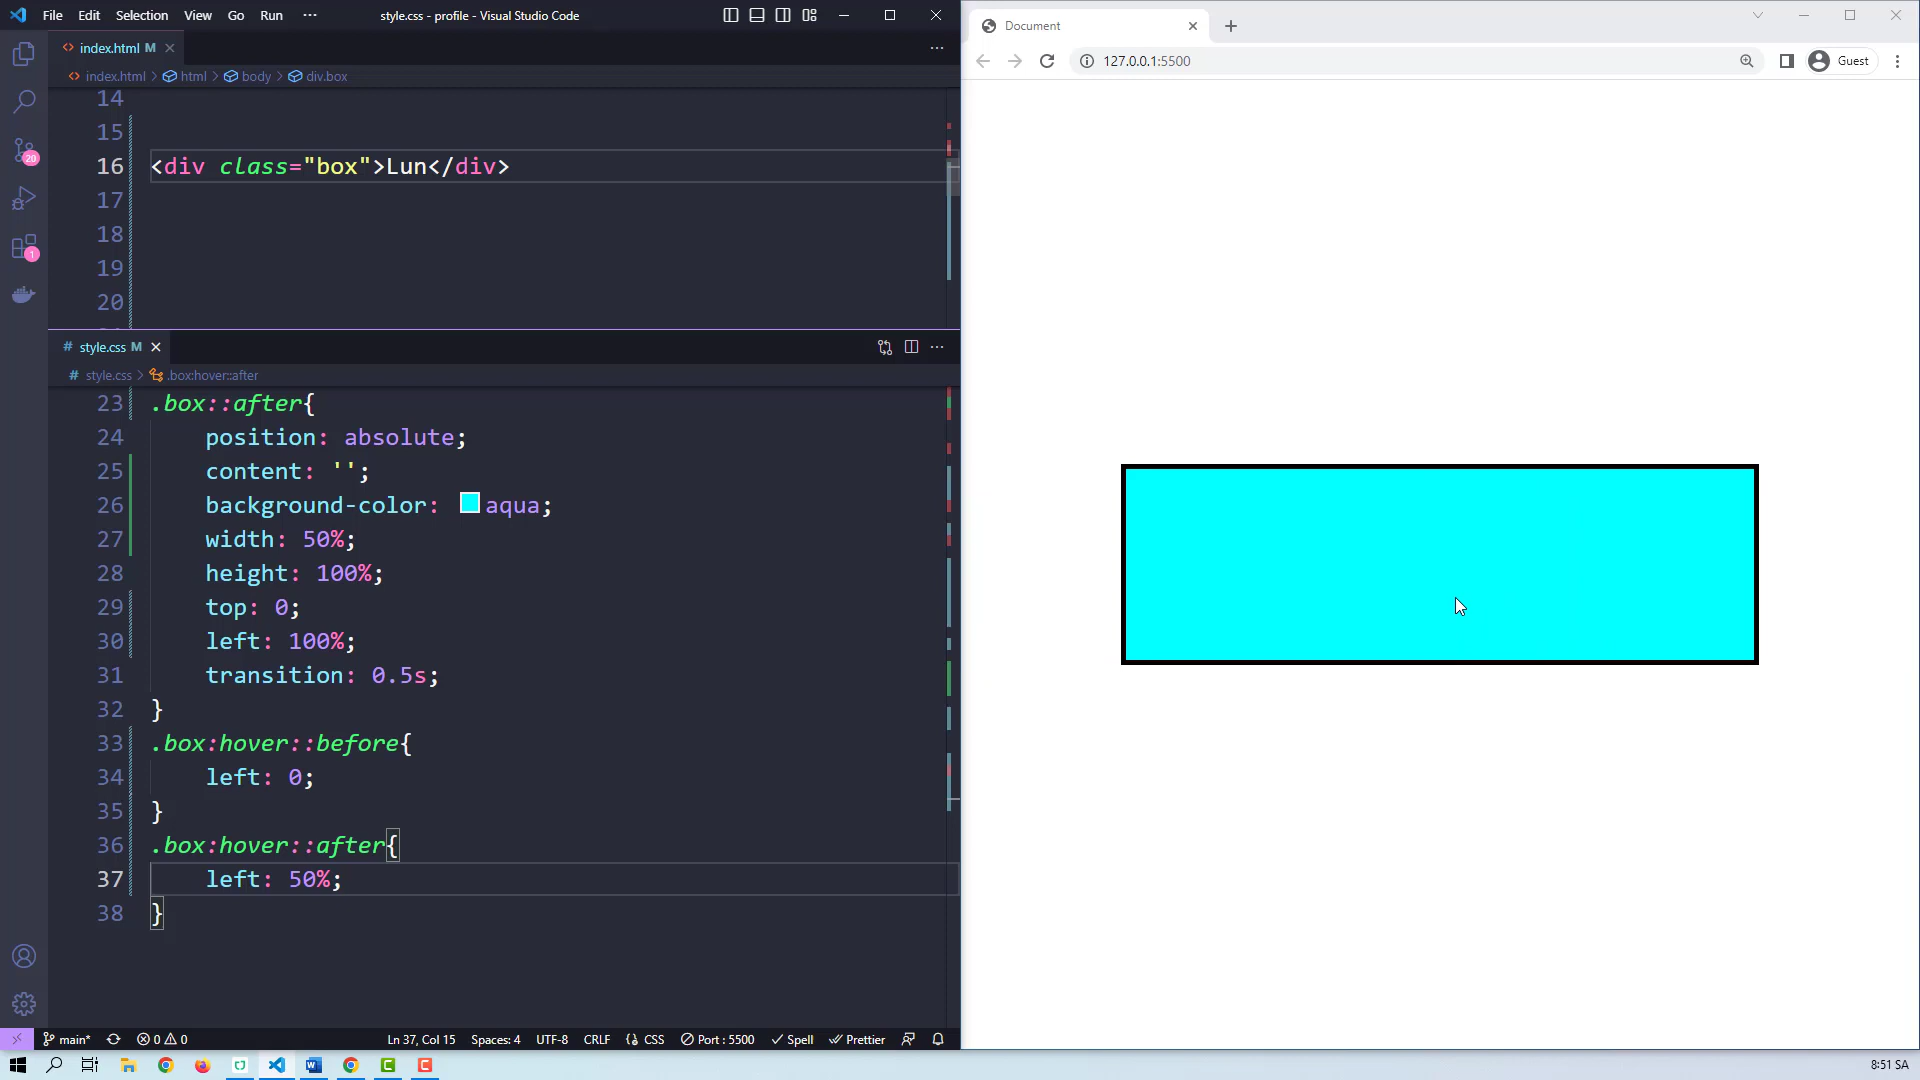 File Edit Selection View Go Run ··· style.css - profile - Visual Studio Code
index.html M
index.html > html > body > div.box
14
15
16 <div class="box">Lun</div>
17
18
19
20
style.css M
# style.css > .box:hover::after
23 .box::after{
24 position: absolute;
25 content: '';
26 background-color: aqua;
27 width: 50%;
28 height: 100%;
29 top: 0;
30 left: 100%;
31 transition: 0.5s;
32 }
33 .box:hover::before{
34 left: 0;
35 }
36 .box:hover::after{
37 left: 50%;
38 }
20
1
main* 0 0 Ln 37, Col 15 Spaces: 4 UTF-8 CRLF CSS Port : 5500 Spell Prettier
Document
127.0.0.1:5500
Guest
8:51 SA